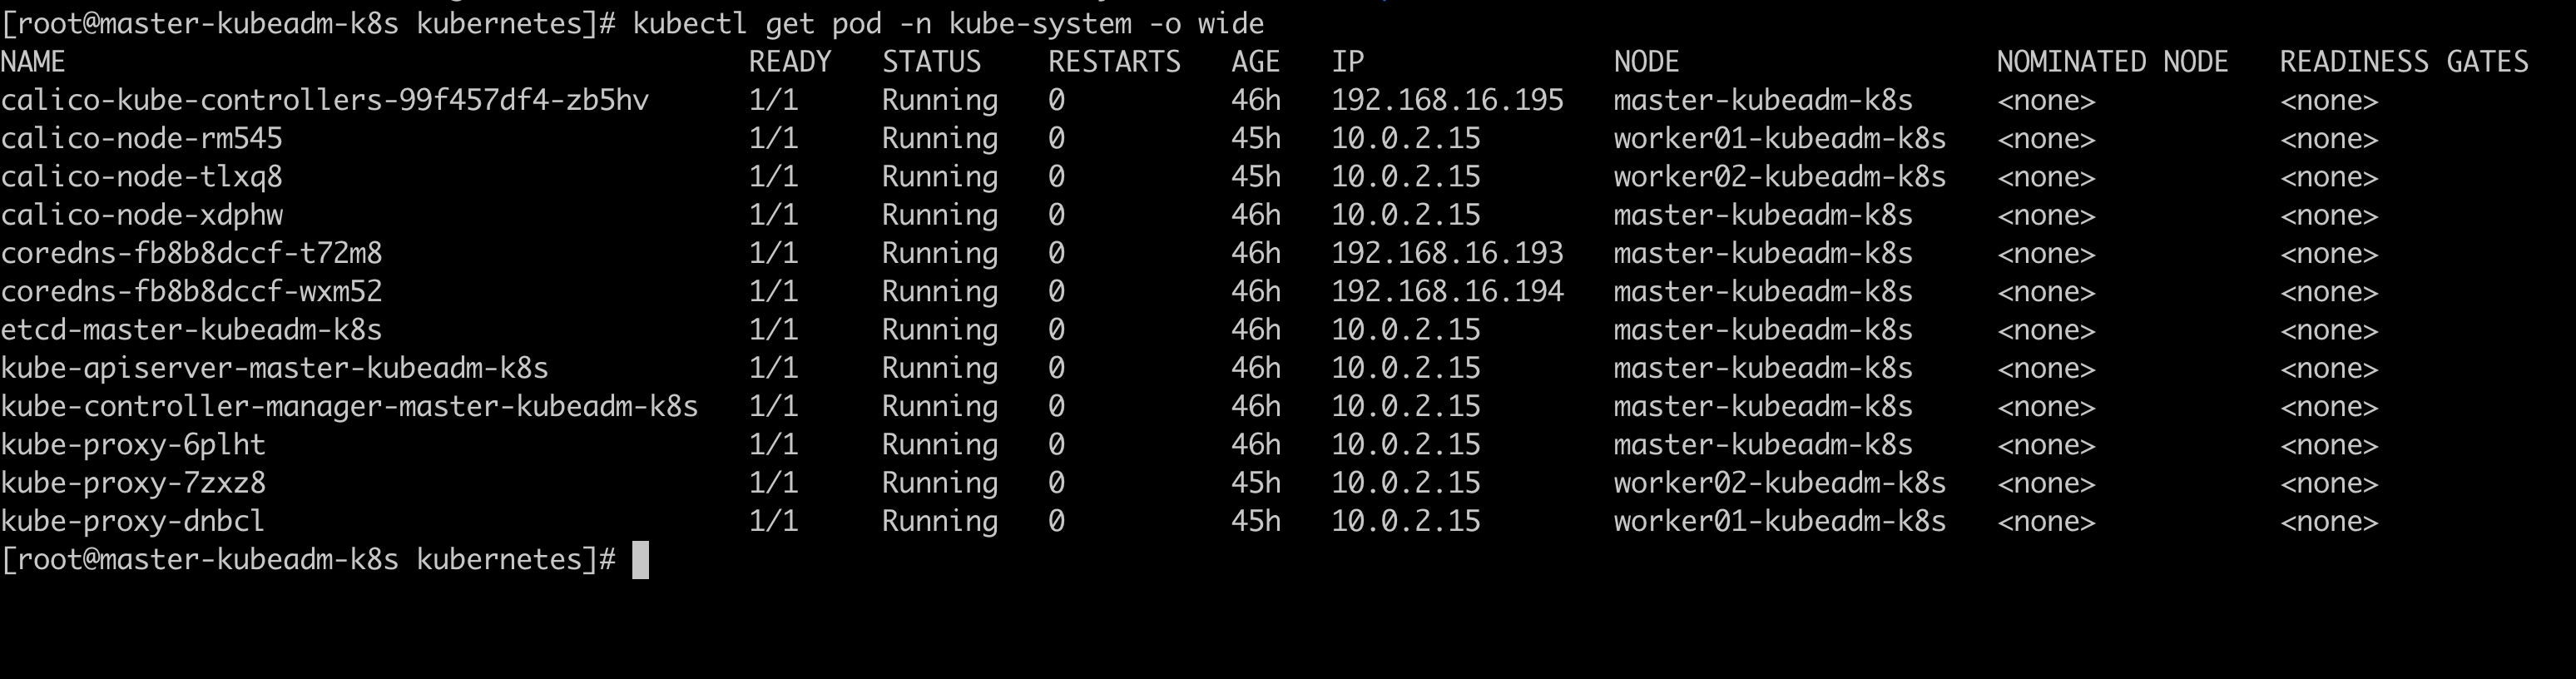 [root@master-kubeadm-k8s kubernetes]# kubectl get pod -n kube-system -o wide
NAME                                         READY   STATUS    RESTARTS   AGE   IP               NODE                   NOMINATED NODE   READINESS GATES
calico-kube-controllers-99f457df4-zb5hv      1/1     Running   0          46h   192.168.16.195   master-kubeadm-k8s     <none>           <none>
calico-node-rm545                            1/1     Running   0          45h   10.0.2.15        worker01-kubeadm-k8s   <none>           <none>
calico-node-tlxq8                            1/1     Running   0          45h   10.0.2.15        worker02-kubeadm-k8s   <none>           <none>
calico-node-xdphw                            1/1     Running   0          46h   10.0.2.15        master-kubeadm-k8s     <none>           <none>
coredns-fb8b8dccf-t72m8                      1/1     Running   0          46h   192.168.16.193   master-kubeadm-k8s     <none>           <none>
coredns-fb8b8dccf-wxm52                      1/1     Running   0          46h   192.168.16.194   master-kubeadm-k8s     <none>           <none>
etcd-master-kubeadm-k8s                      1/1     Running   0          46h   10.0.2.15        master-kubeadm-k8s     <none>           <none>
kube-apiserver-master-kubeadm-k8s            1/1     Running   0          46h   10.0.2.15        master-kubeadm-k8s     <none>           <none>
kube-controller-manager-master-kubeadm-k8s   1/1     Running   0          46h   10.0.2.15        master-kubeadm-k8s     <none>           <none>
kube-proxy-6plht                             1/1     Running   0          46h   10.0.2.15        master-kubeadm-k8s     <none>           <none>
kube-proxy-7zxz8                             1/1     Running   0          45h   10.0.2.15        worker02-kubeadm-k8s   <none>           <none>
kube-proxy-dnbcl                             1/1     Running   0          45h   10.0.2.15        worker01-kubeadm-k8s   <none>           <none>
[root@master-kubeadm-k8s kubernetes]#